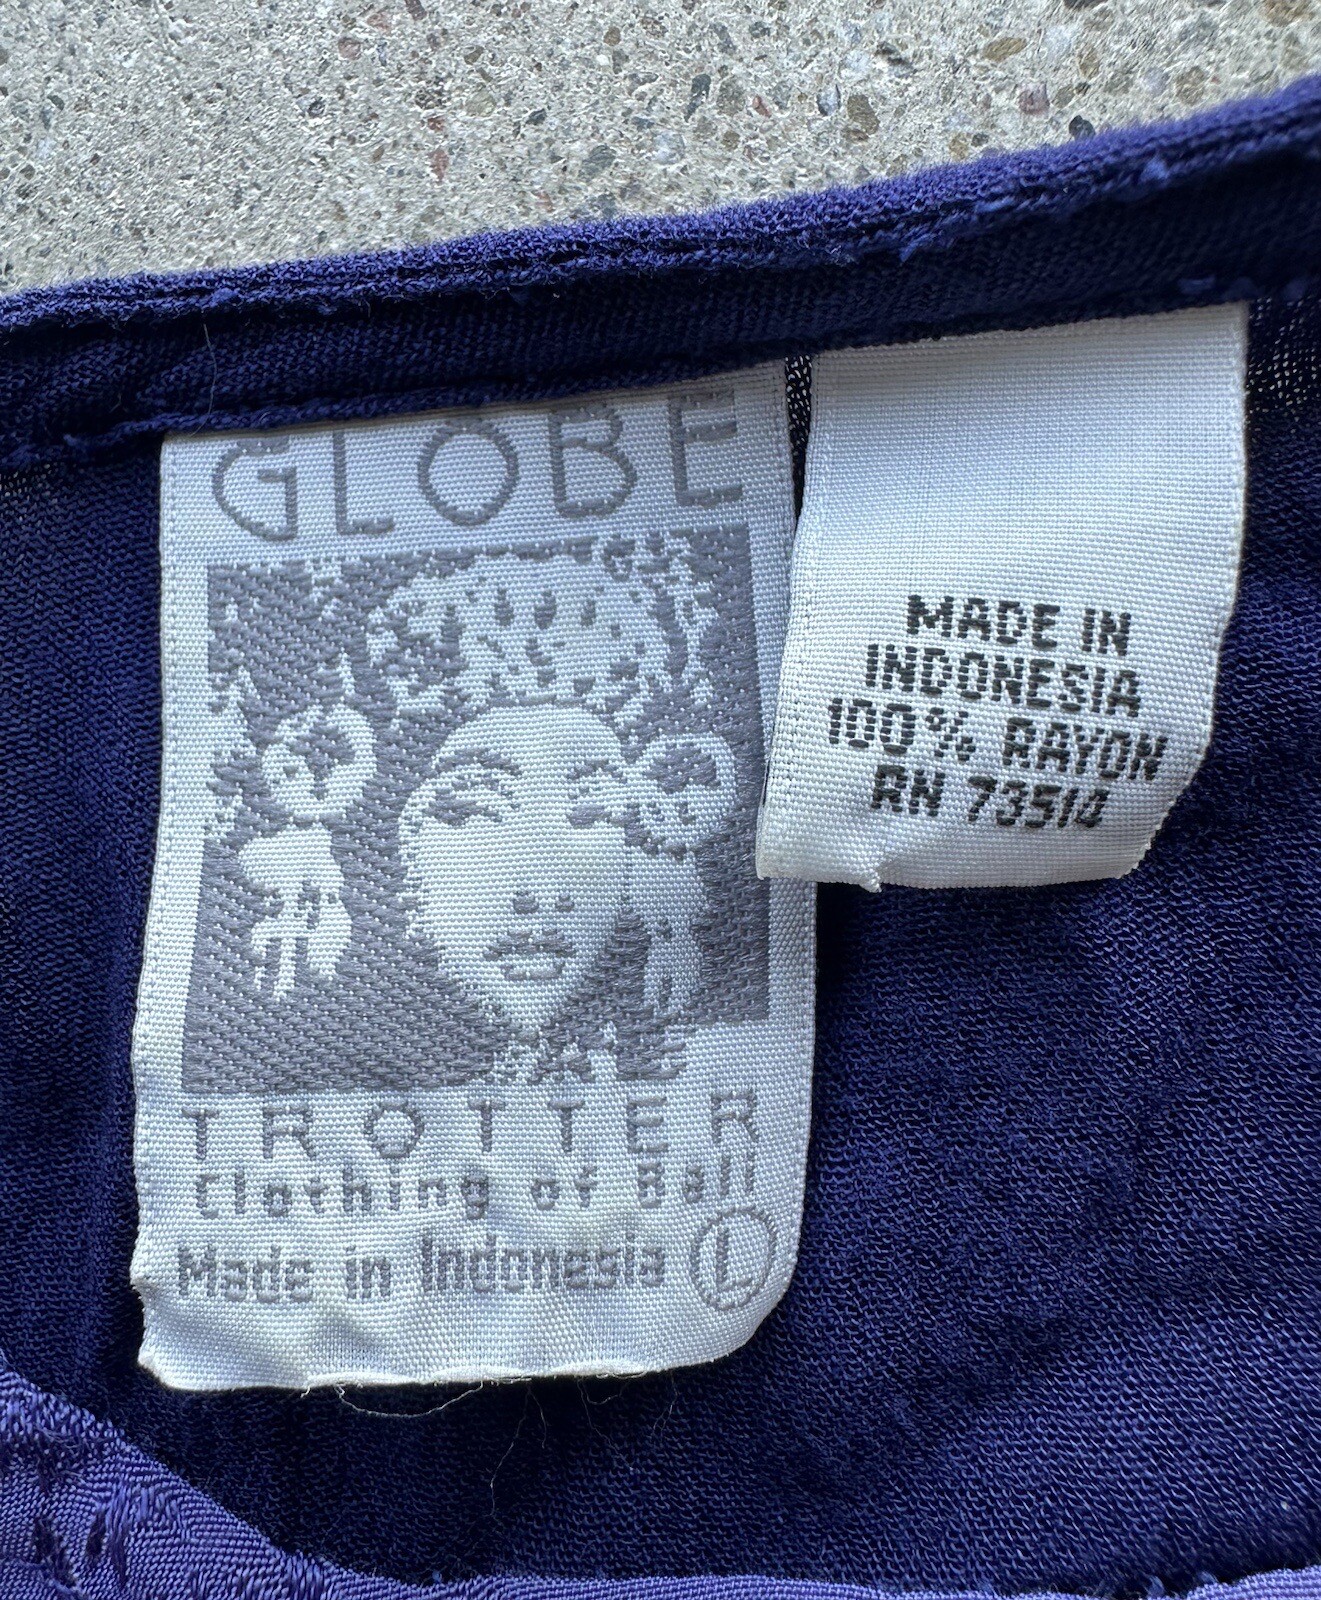 GLOBE
TROTTER
Clothing of Bali
Made in Indonesia L
MADE IN
INDONESIA
100% RAYON
RN 73514